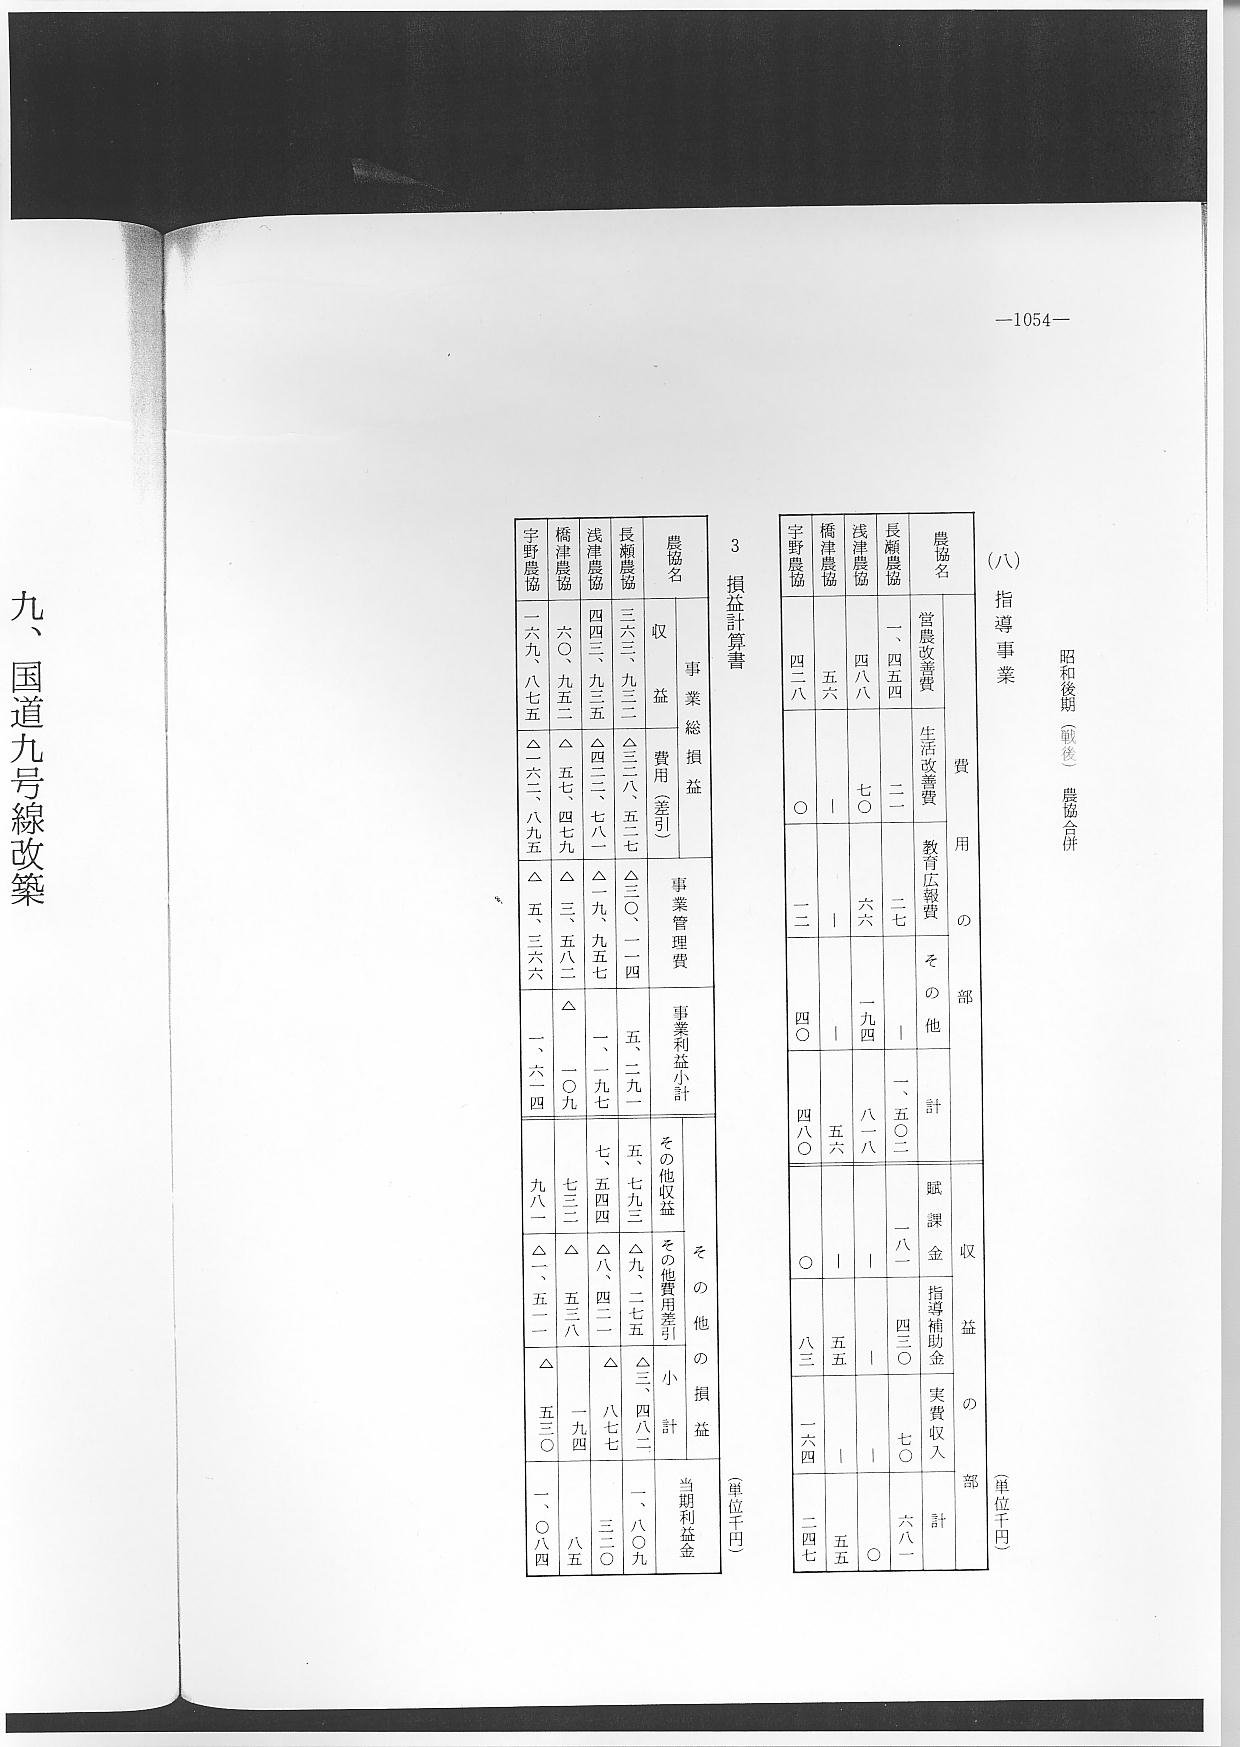 —1054—
昭和後期（戦後） 農協合併
（八） 指導事業
（単位千円）
農協名 費用の部 収益の部
営農改善費 生活改善費 教育広報費 その他 計 賦課金 指導補助金 実費収入 計
長瀬農協 一、四五四 二一 二七 — 一、五〇二 一八一 四三〇 七〇 六八一
浅津農協 四八八 七〇 六六 一九四 八一八 — — — 〇
橋津農協 五六 — — — 五六 — 五五 — 五五
宇野農協 四二八 〇 一二 四〇 四八〇 〇 八三 一六四 二四七
3 損益計算書
（単位千円）
農協名 事業総損益 事業管理費 事業利益小計 その他の損益 当期利益金
収益 費用（差引） その他収益 その他費用差引 小計
長瀬農協 三六三、九三二 △三二八、五二七 △三〇、一一四 五、二九一 五、七九三 △九、二七五 △三、四八二 一、八〇九
浅津農協 四四三、九三五 △四二二、七八一 △一九、九五七 一、一九七 七、五四四 △八、四二一 △ 八七七 三二〇
橋津農協 六〇、九五二 △ 五七、四七九 △ 三、五八二 △ 一〇九 七三二 △ 五三八 一九四 八五
宇野農協 一六九、八七五 △一六二、八九五 △ 五、三六六 一、六一四 九八一 △一、五一一 △ 五三〇 一、〇八四
九、国道九号線改築